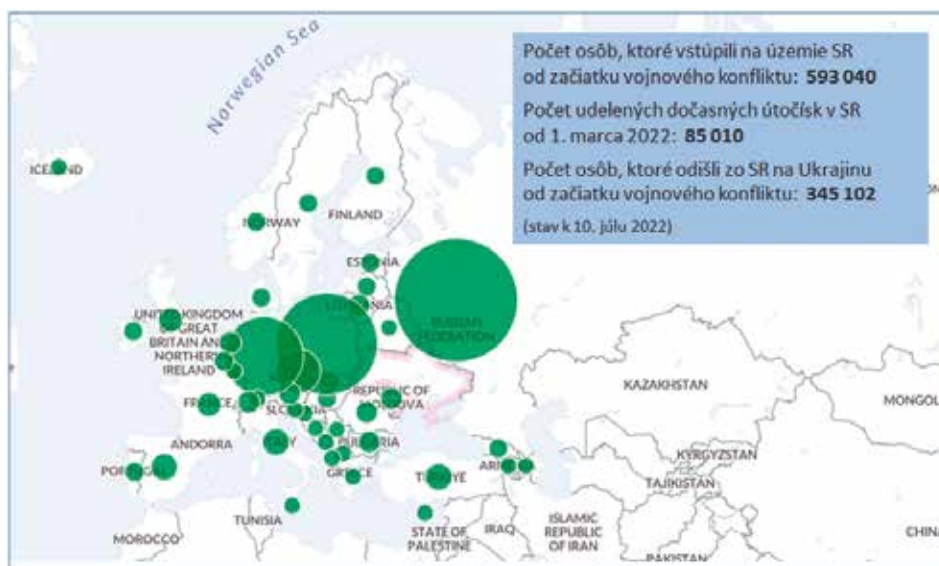 Norwegian Sea
Počet osôb, ktoré vstúpili na územie SR
od začiatku vojnového konfliktu: 593 040
Počet udelených dočasných útočísk v SR
od 1. marca 2022: 85 010
Počet osôb, ktoré odišli zo SR na Ukrajinu
od začiatku vojnového konfliktu: 345 102
(stav k 10. júlu 2022)
ICELAND
NORWAY
FINLAND
ESTONIA
LITHUANIA
UNITED KINGDOM
OF GREAT
BRITAIN AND
NORTHERN
IRELAND
RUSSIAN
FEDERATION
REPUBLIC OF
MOLDOVA
FRANCE
KAZAKHSTAN
MONGOL
ANDORRA
ITALY
BULGARIA
KYRGYZSTAN
PORTUGAL
GREECE
TÜRKIYE
TAJIKISTAN
TUNISIA
MOROCCO
STATE OF
PALESTINE
IRAQ
ISLAMIC
REPUBLIC
OF IRAN
PAKISTAN
CHINA